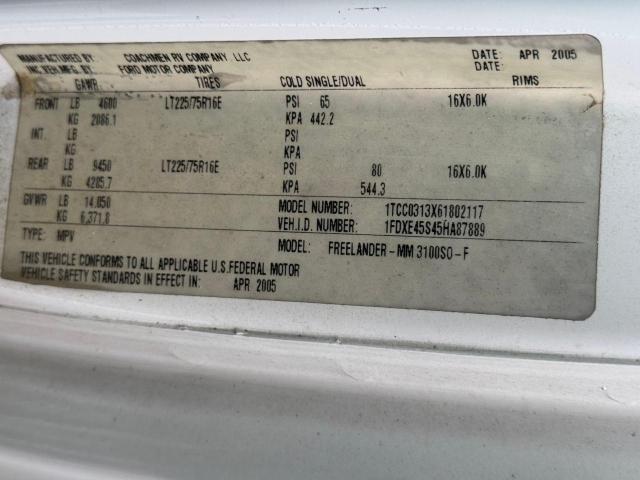 MANUFACTURED BY: COACHMEN RV COMPANY, LLC DATE: APR 2005
INC.VEH.MFG. BY: FORD MOTOR COMPANY DATE:
GAWR TIRES COLD SINGLE/DUAL RIMS
FRONT LB 4600 LT225/75R16E PSI 65 16X6.0K
KG 2086.1 KPA 442.2
INT. LB PSI
KG KPA
REAR LB 9450 LT225/75R16E PSI 80 16X6.0K
KG 4285.7 KPA 544.3
GVWR LB 14,050 MODEL NUMBER: 1TCC0313X61802117
KG 6,371.8 VEH.I.D. NUMBER: 1FDXE45S45HA87889
TYPE: MPV MODEL: FREELANDER-MM 3100SO-F
THIS VEHICLE CONFORMS TO ALL APPLICABLE U.S.FEDERAL MOTOR
VEHICLE SAFETY STANDARDS IN EFFECT IN: APR 2005